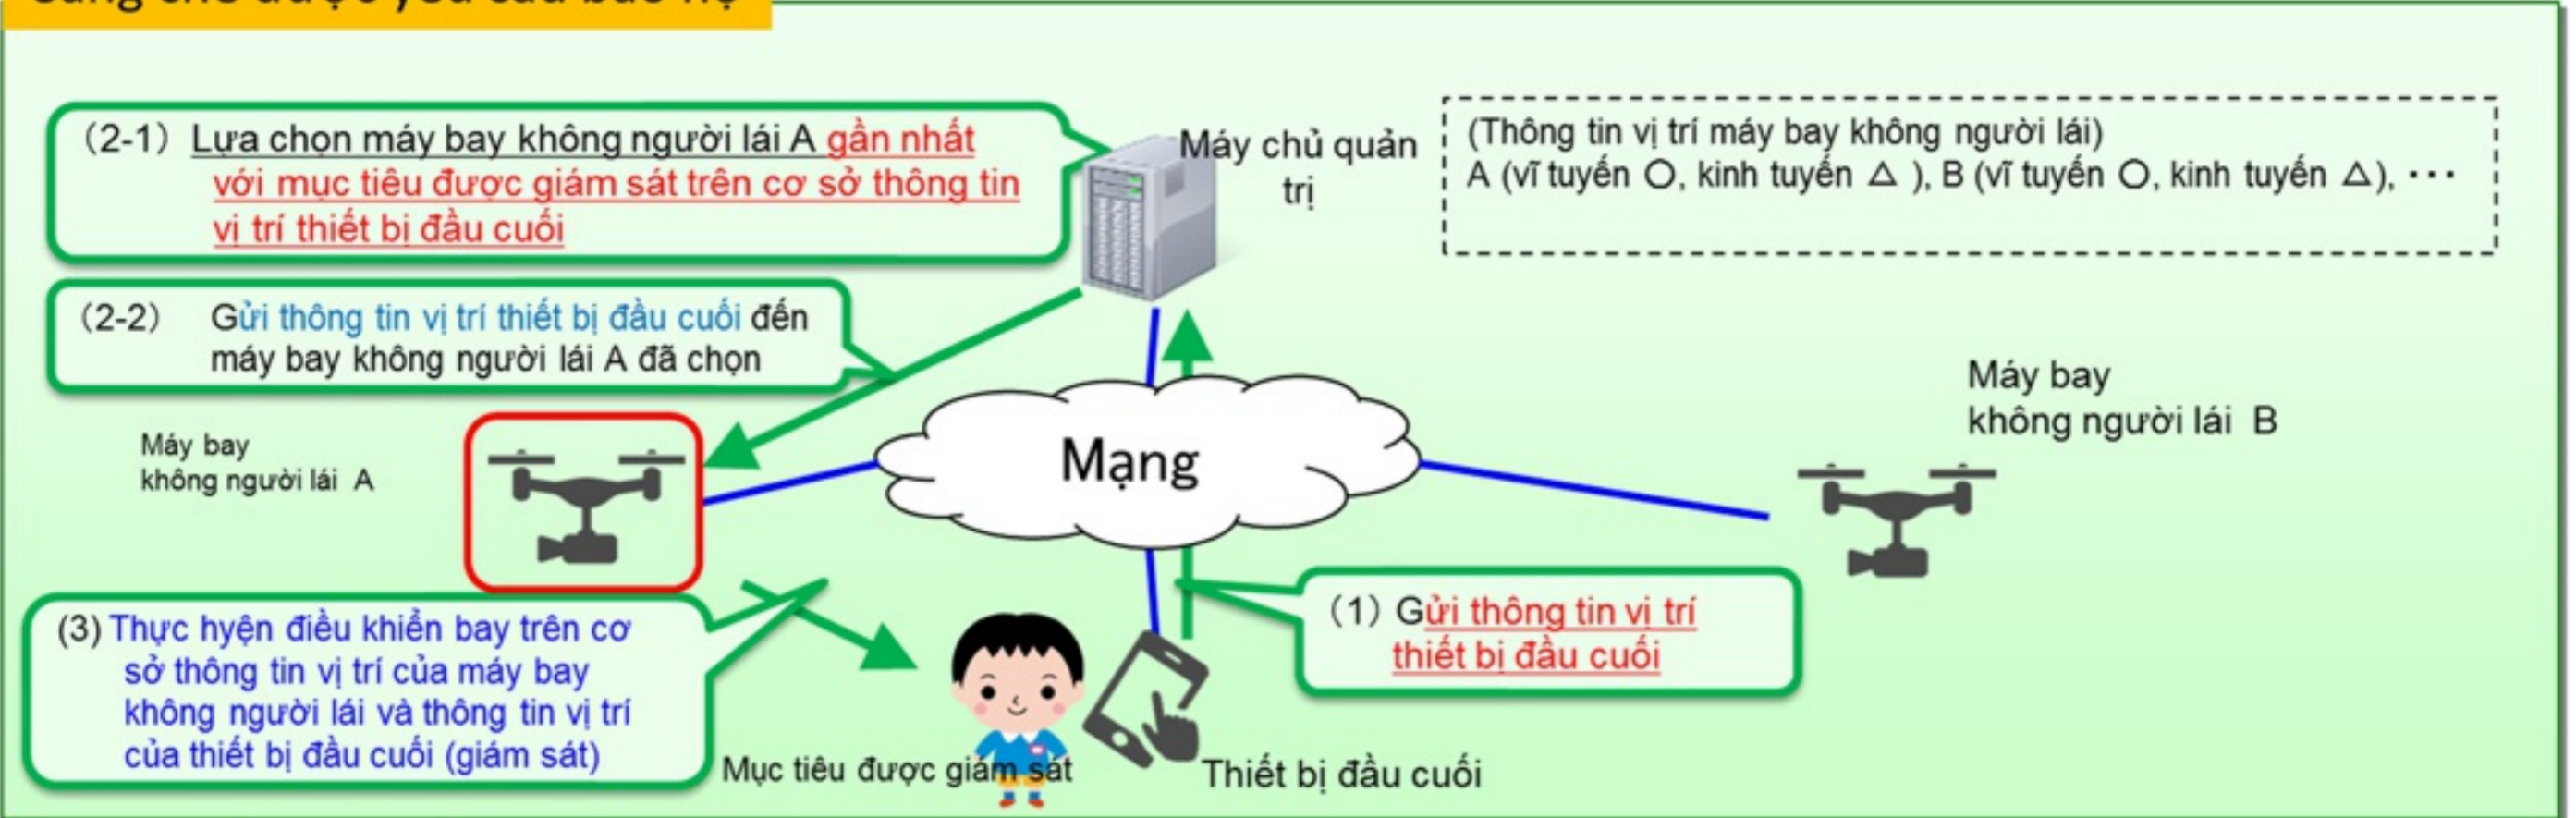 (2-1) Lựa chọn máy bay không người lái A gần nhất
với mục tiêu được giám sát trên cơ sở thông tin
vị trí thiết bị đầu cuối
Máy chủ quản
trị
(Thông tin vị trí máy bay không người lái)
A (vĩ tuyến ○, kinh tuyến △ ), B (vĩ tuyến ○, kinh tuyến △), ･･･
(2-2) Gửi thông tin vị trí thiết bị đầu cuối đến
máy bay không người lái A đã chọn
Máy bay
không người lái A
Mạng
Máy bay
không người lái B
(1) Gửi thông tin vị trí
thiết bị đầu cuối
(3) Thực hyện điều khiển bay trên cơ
sở thông tin vị trí của máy bay
không người lái và thông tin vị trí
của thiết bị đầu cuối (giám sát)
Mục tiêu được giám sát
Thiết bị đầu cuối